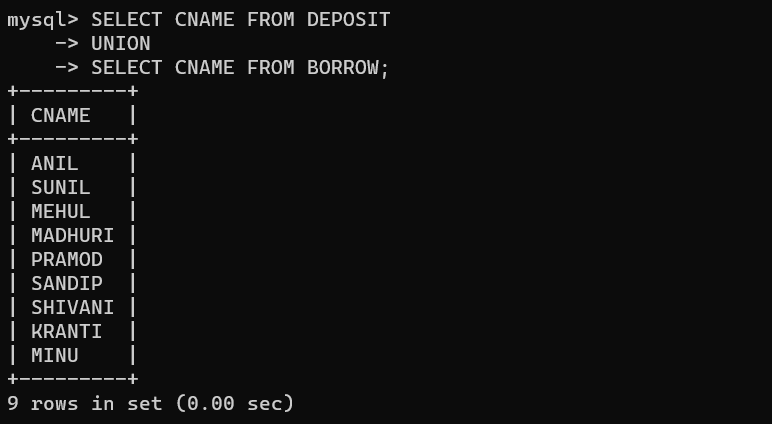 mysql> SELECT CNAME FROM DEPOSIT
    -> UNION
    -> SELECT CNAME FROM BORROW;
+---------+
| CNAME   |
+---------+
| ANIL    |
| SUNIL   |
| MEHUL   |
| MADHURI |
| PRAMOD  |
| SANDIP  |
| SHIVANI |
| KRANTI  |
| MINU    |
+---------+
9 rows in set (0.00 sec)